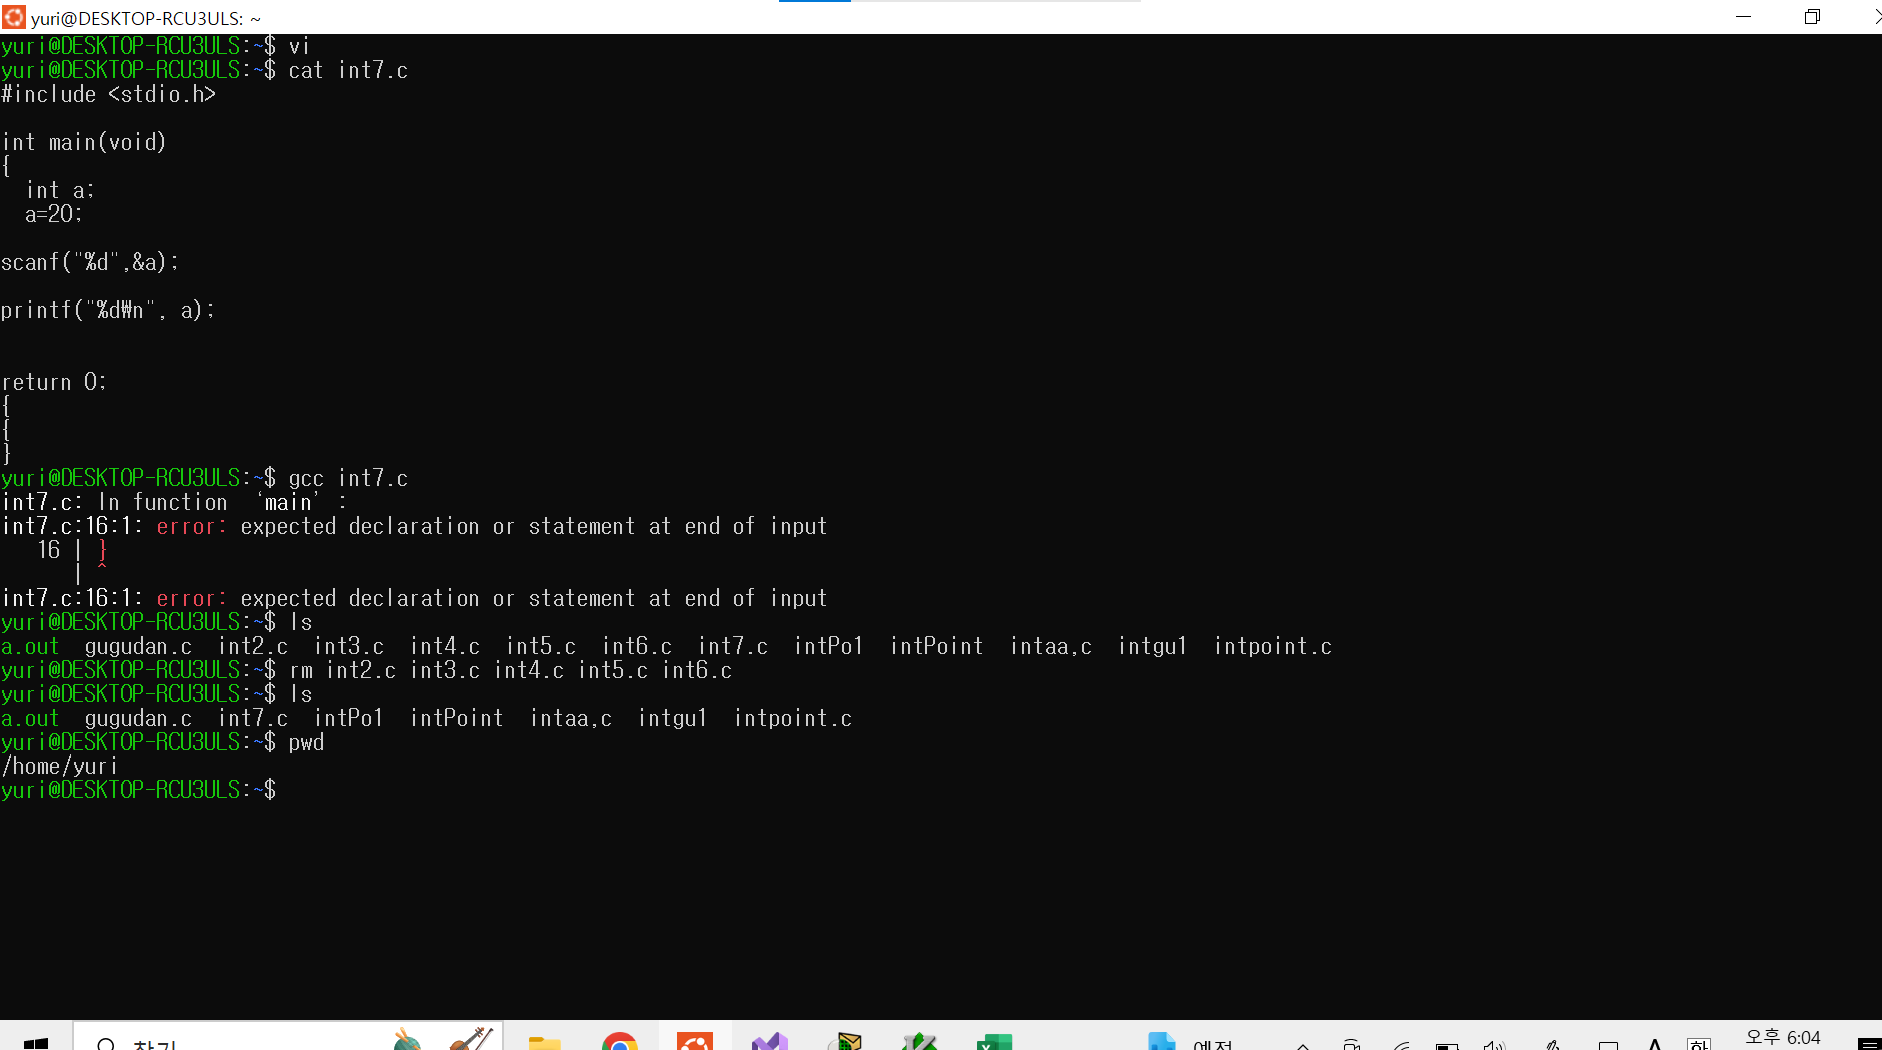 yuri@DESKTOP-RCU3ULS: ~
yuri@DESKTOP-RCU3ULS:~$ vi
yuri@DESKTOP-RCU3ULS:~$ cat int7.c
#include <stdio.h>
int main(void)
{
  int a;
  a=20;
scanf("%d",&a);
printf("%d₩n", a);
return 0;
{
{
}
yuri@DESKTOP-RCU3ULS:~$ gcc int7.c
int7.c: In function ‘main’:
int7.c:16:1: error: expected declaration or statement at end of input
   16 | }
      | ^
int7.c:16:1: error: expected declaration or statement at end of input
yuri@DESKTOP-RCU3ULS:~$ ls
a.out  gugudan.c  int2.c  int3.c  int4.c  int5.c  int6.c  int7.c  intPo1  intPoint  intaa,c  intgu1  intpoint.c
yuri@DESKTOP-RCU3ULS:~$ rm int2.c int3.c int4.c int5.c int6.c
yuri@DESKTOP-RCU3ULS:~$ ls
a.out  gugudan.c  int7.c  intPo1  intPoint  intaa,c  intgu1  intpoint.c
yuri@DESKTOP-RCU3ULS:~$ pwd
/home/yuri
yuri@DESKTOP-RCU3ULS:~$
찾기
A
한
오후 6:04